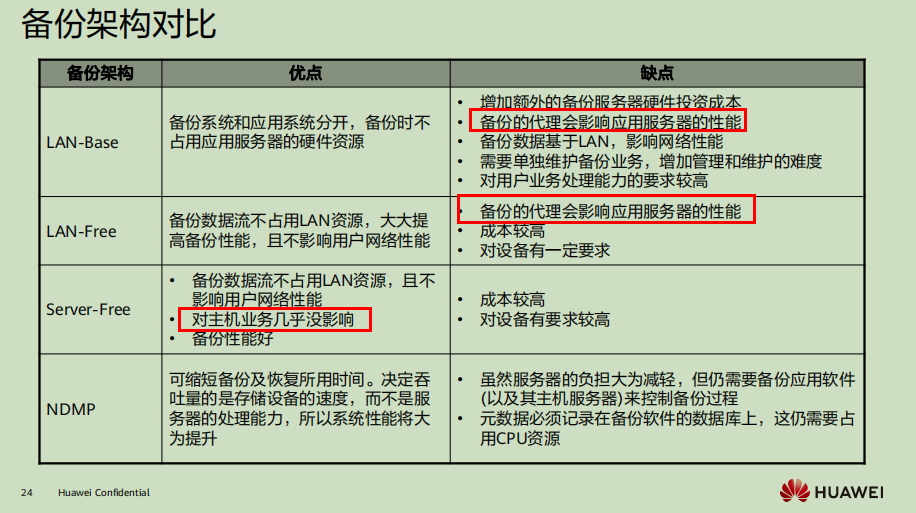 备份架构对比
备份架构
优点
缺点
LAN-Base
备份系统和应用系统分开，备份时不
占用应用服务器的硬件资源
• 增加额外的备份服务器硬件投资成本
• 备份的代理会影响应用服务器的性能
• 备份数据基于LAN，影响网络性能
• 需要单独维护备份业务，增加管理和维护的难度
• 对用户业务处理能力的要求较高
LAN-Free
备份数据流不占用LAN资源，大大提
高备份性能，且不影响用户网络性能
• 备份的代理会影响应用服务器的性能
• 成本较高
• 对设备有一定要求
Server-Free
• 备份数据流不占用LAN资源，且不
影响用户网络性能
• 对主机业务几乎没影响
• 备份性能好
• 成本较高
• 对设备有要求较高
NDMP
可缩短备份及恢复所用时间。决定吞
吐量的是存储设备的速度，而不是服
务器的处理能力，所以系统性能将大
为提升
• 虽然服务器的负担大为减轻，但仍需要备份应用软件
(以及其主机服务器)来控制备份过程
• 元数据必须记录在备份软件的数据库上，这仍需要占
用CPU资源
24
Huawei Confidential
HUAWEI